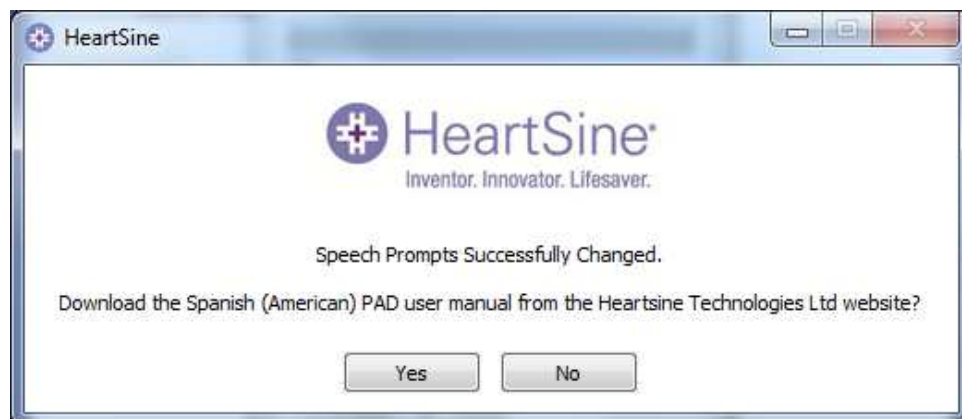 HeartSine
HeartSine®
Inventor. Innovator. Lifesaver.
Speech Prompts Successfully Changed.
Download the Spanish (American) PAD user manual from the Heartsine Technologies Ltd website?
Yes
No